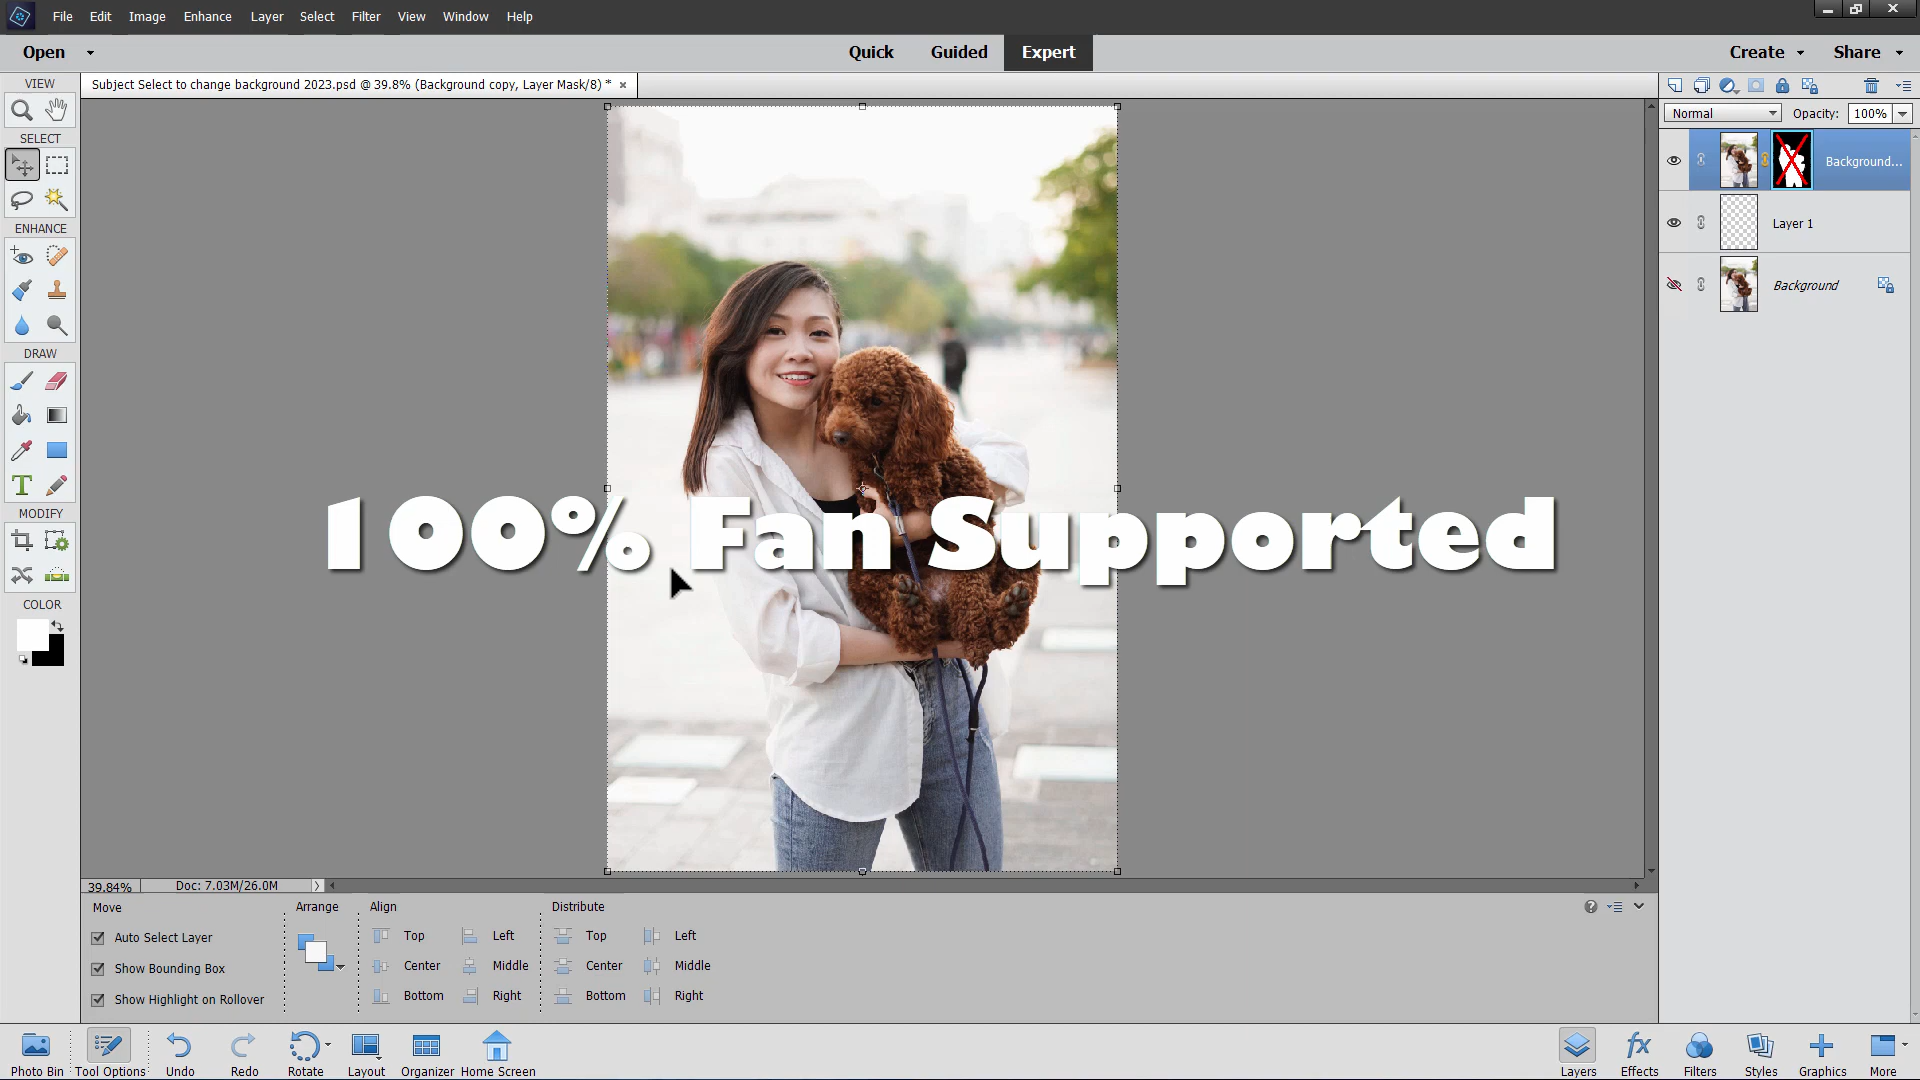 File Edit Image Enhance Layer Select Filter View Window Help
Open Quick Guided Expert Create Share
VIEW
Subject Select to change background 2023.psd @ 39.8% (Background copy, Layer Mask/8) *
Normal Opacity: 100%
SELECT
Background...
Layer 1
Background
ENHANCE
DRAW
MODIFY
COLOR
100% Fan Supported
39.84% Doc: 7.03M/26.0M
Move Arrange Align Distribute
Auto Select Layer Top Left Top Left
Show Bounding Box Center Middle Center Middle
Show Highlight on Rollover Bottom Right Bottom Right
Photo Bin Tool Options Undo Redo Rotate Layout Organizer Home Screen Layers Effects Filters Styles Graphics More